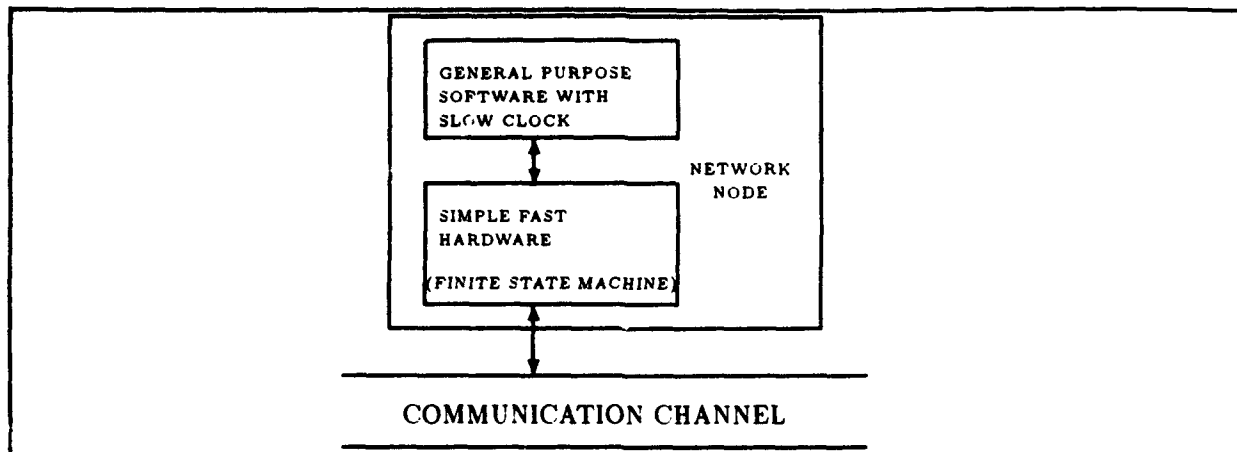 GENERAL PURPOSE
SOFTWARE WITH
SLOW CLOCK
NETWORK
NODE
SIMPLE FAST
HARDWARE
(FINITE STATE MACHINE)
COMMUNICATION CHANNEL